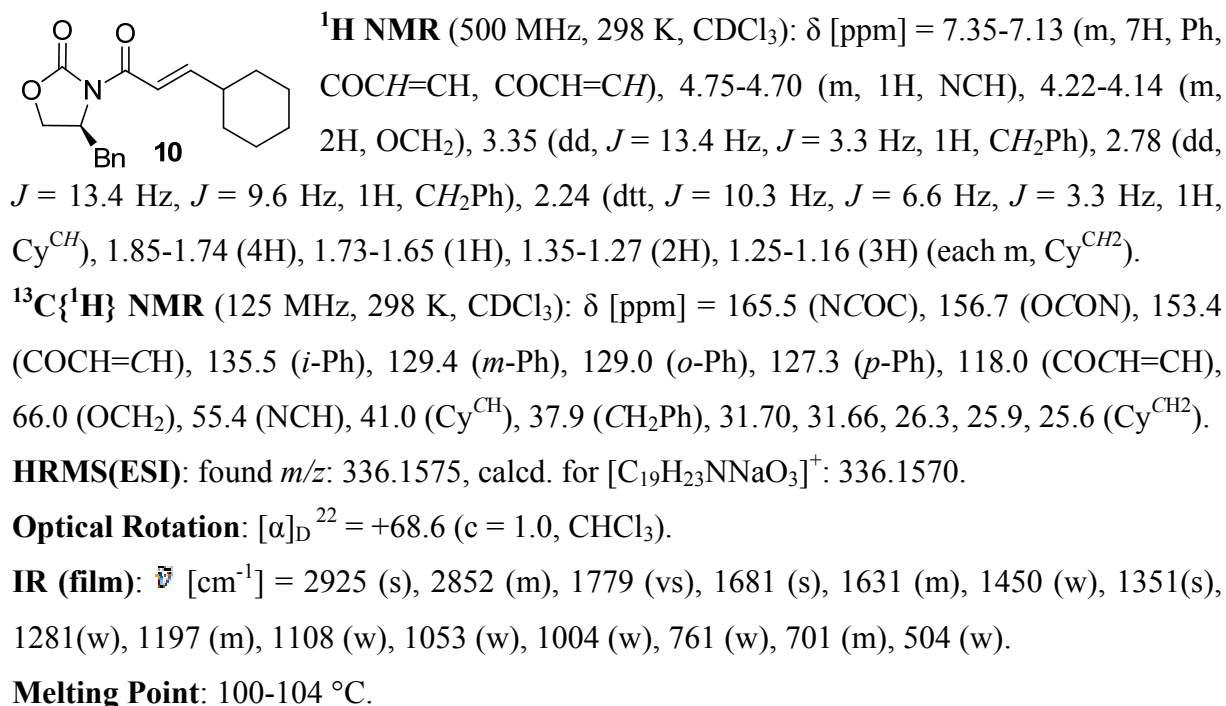 O
O
O
N
Bn
10
¹H NMR (500 MHz, 298 K, CDCl₃): δ [ppm] = 7.35-7.13 (m, 7H, Ph,
COCH=CH, COCH=CH), 4.75-4.70 (m, 1H, NCH), 4.22-4.14 (m,
2H, OCH₂), 3.35 (dd, J = 13.4 Hz, J = 3.3 Hz, 1H, CH₂Ph), 2.78 (dd,
J = 13.4 Hz, J = 9.6 Hz, 1H, CH₂Ph), 2.24 (dtt, J = 10.3 Hz, J = 6.6 Hz, J = 3.3 Hz, 1H,
Cy^CH), 1.85-1.74 (4H), 1.73-1.65 (1H), 1.35-1.27 (2H), 1.25-1.16 (3H) (each m, Cy^CH2).
¹³C{¹H} NMR (125 MHz, 298 K, CDCl₃): δ [ppm] = 165.5 (NCOC), 156.7 (OCON), 153.4
(COCH=CH), 135.5 (i-Ph), 129.4 (m-Ph), 129.0 (o-Ph), 127.3 (p-Ph), 118.0 (COCH=CH),
66.0 (OCH₂), 55.4 (NCH), 41.0 (Cy^CH), 37.9 (CH₂Ph), 31.70, 31.66, 26.3, 25.9, 25.6 (Cy^CH2).
HRMS(ESI): found m/z: 336.1575, calcd. for [C₁₉H₂₃NNaO₃]⁺: 336.1570.
Optical Rotation: [α]D ²² = +68.6 (c = 1.0, CHCl₃).
IR (film): ṽ [cm⁻¹] = 2925 (s), 2852 (m), 1779 (vs), 1681 (s), 1631 (m), 1450 (w), 1351(s),
1281(w), 1197 (m), 1108 (w), 1053 (w), 1004 (w), 761 (w), 701 (m), 504 (w).
Melting Point: 100-104 °C.